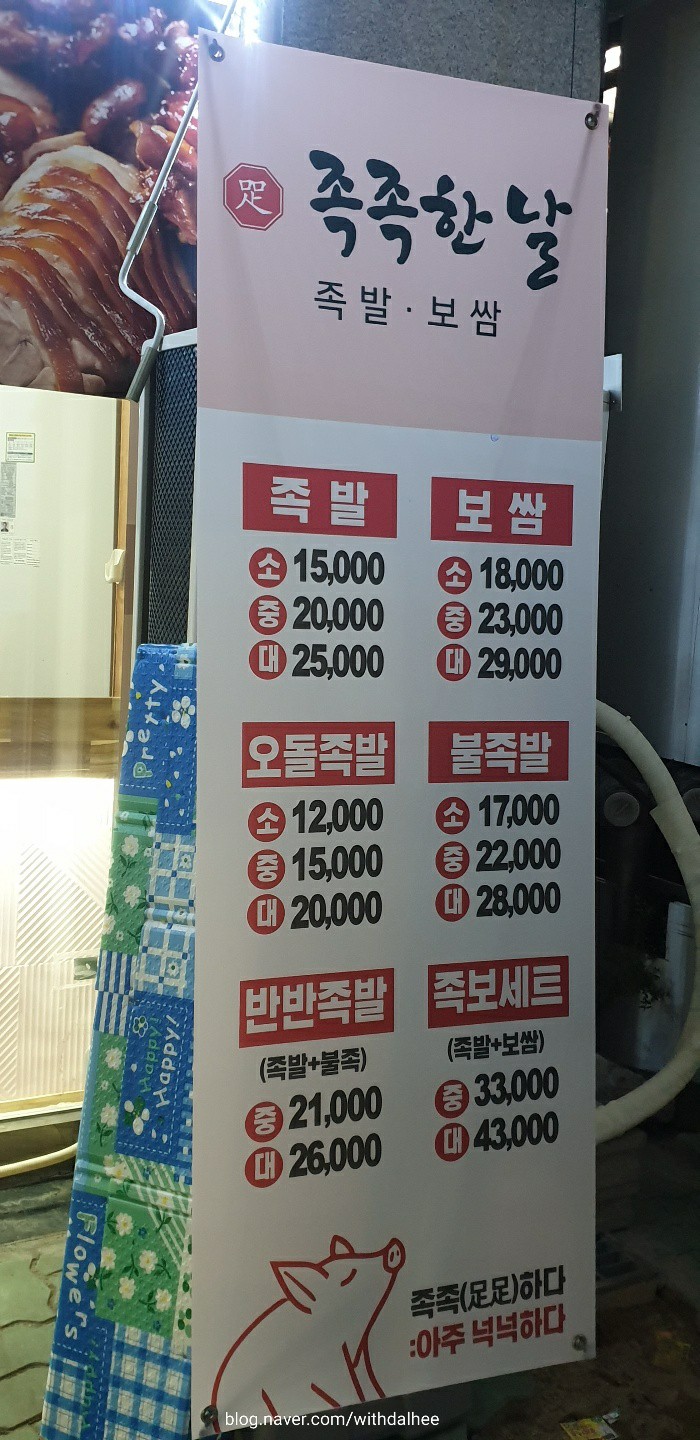 足 족족한 날
족발·보쌈
족발
소 15,000
중 20,000
대 25,000
보쌈
소 18,000
중 23,000
대 29,000
오돌족발
소 12,000
중 15,000
대 20,000
불족발
소 17,000
중 22,000
대 28,000
반반족발
(족발+불족)
중 21,000
대 26,000
족보세트
(족발+보쌈)
중 33,000
대 43,000
족족(足足)하다
:아주 넉넉하다
Pretty
Happy!
Happy!
Flowers
Happy
blog.naver.com/withdalhee